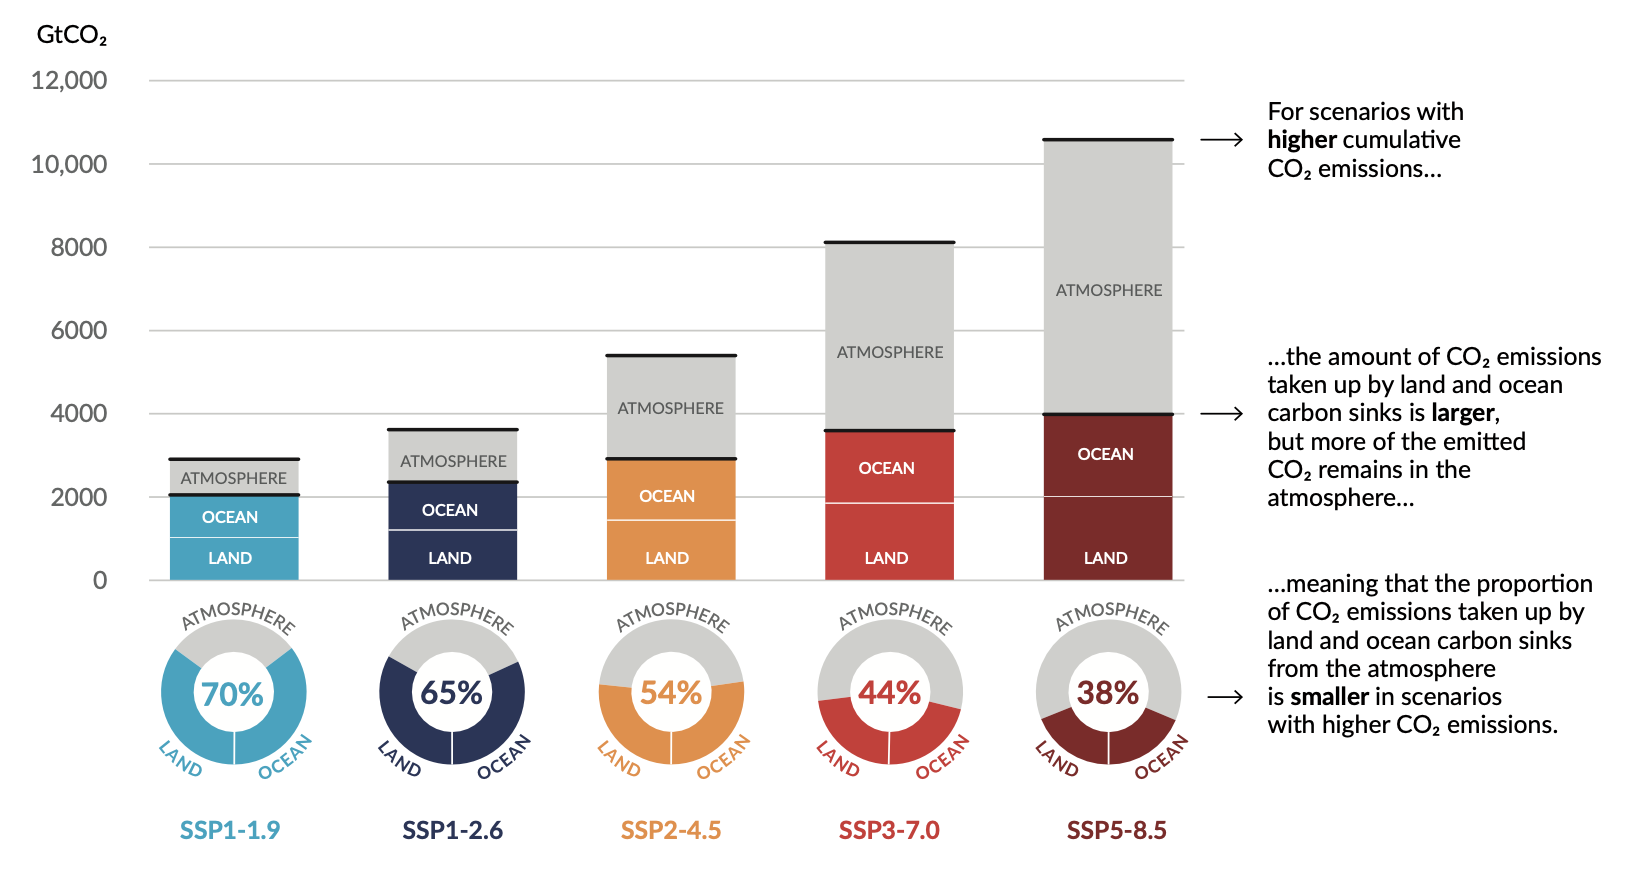 GtCO₂
12,000
10,000
8000
6000
4000
2000
0
ATMOSPHERE
OCEAN
LAND
ATMOSPHERE
OCEAN
LAND
ATMOSPHERE
OCEAN
LAND
ATMOSPHERE
OCEAN
LAND
ATMOSPHERE
OCEAN
LAND
For scenarios with
higher cumulative
CO₂ emissions...
...the amount of CO₂ emissions
taken up by land and ocean
carbon sinks is larger,
but more of the emitted
CO₂ remains in the
atmosphere...
...meaning that the proportion
of CO₂ emissions taken up by
land and ocean carbon sinks
from the atmosphere
is smaller in scenarios
with higher CO₂ emissions.
ATMOSPHERE
70%
LAND
OCEAN
SSP1-1.9
ATMOSPHERE
65%
LAND
OCEAN
SSP1-2.6
ATMOSPHERE
54%
LAND
OCEAN
SSP2-4.5
ATMOSPHERE
44%
LAND
OCEAN
SSP3-7.0
ATMOSPHERE
38%
LAND
OCEAN
SSP5-8.5